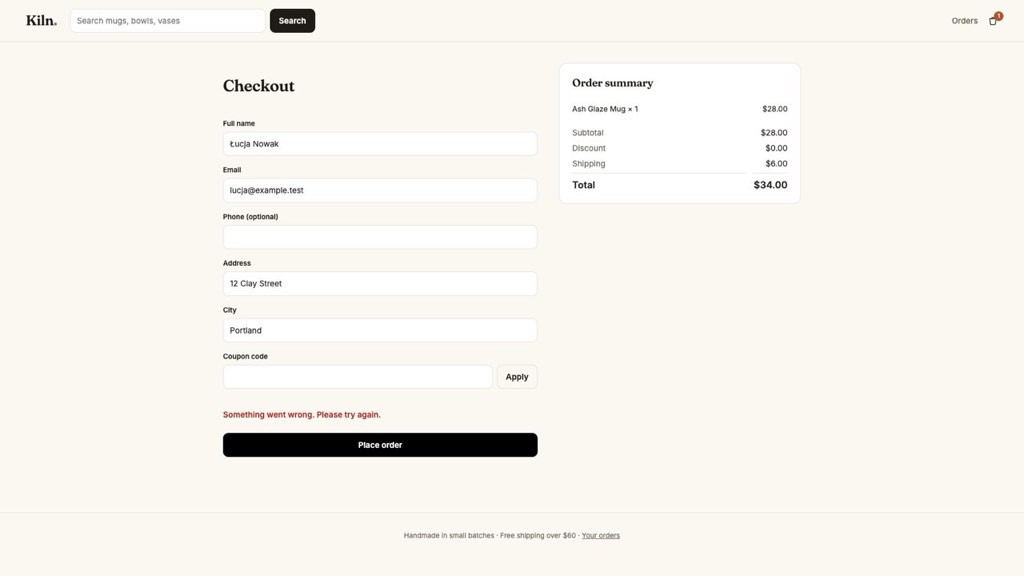 Kiln.
Search mugs, bowls, vases
Search
Orders
1
Checkout
Full name
Łucja Nowak
Email
lucja@example.test
Phone (optional)
Address
12 Clay Street
City
Portland
Coupon code
Apply
Something went wrong. Please try again.
Place order
Order summary
Ash Glaze Mug × 1 $28.00
Subtotal $28.00
Discount $0.00
Shipping $6.00
Total $34.00
Handmade in small batches · Free shipping over $60 · Your orders